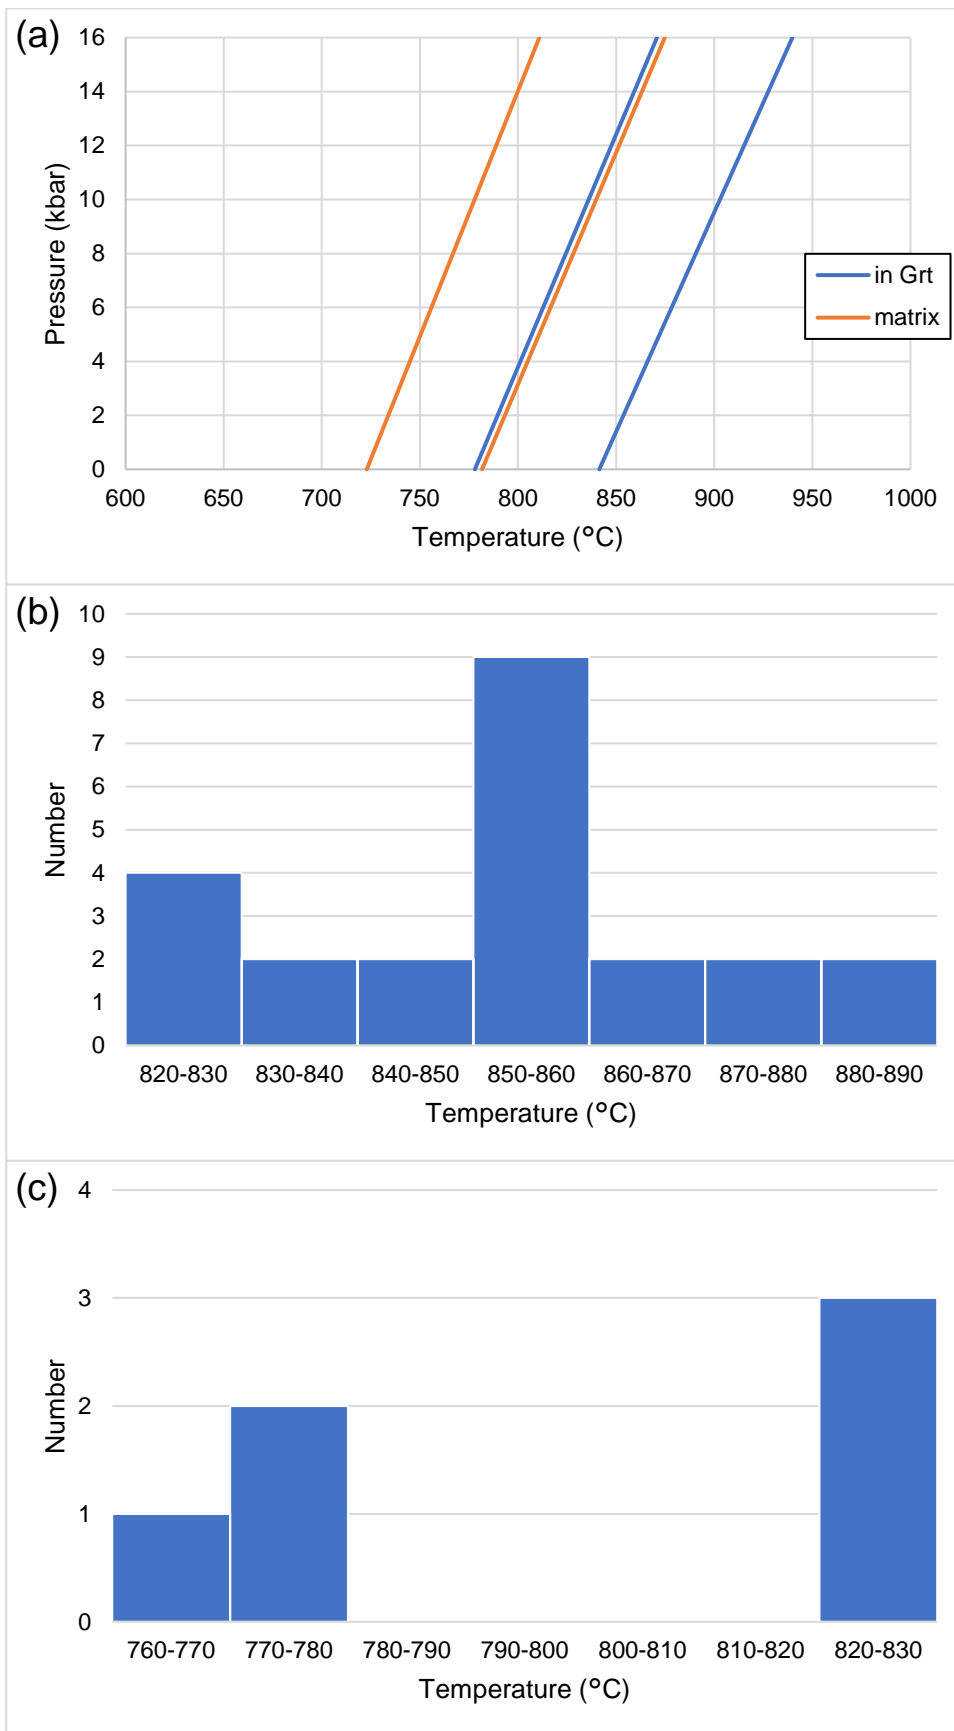 (a)
16
14
12
10
8
6
4
2
0
Pressure (kbar)
600 650 700 750 800 850 900 950 1000
Temperature (°C)
in Grt
matrix
(b)
10
9
8
7
6
5
4
3
2
1
0
Number
820-830 830-840 840-850 850-860 860-870 870-880 880-890
Temperature (°C)
(c)
4
3
2
1
0
Number
760-770 770-780 780-790 790-800 800-810 810-820 820-830
Temperature (°C)